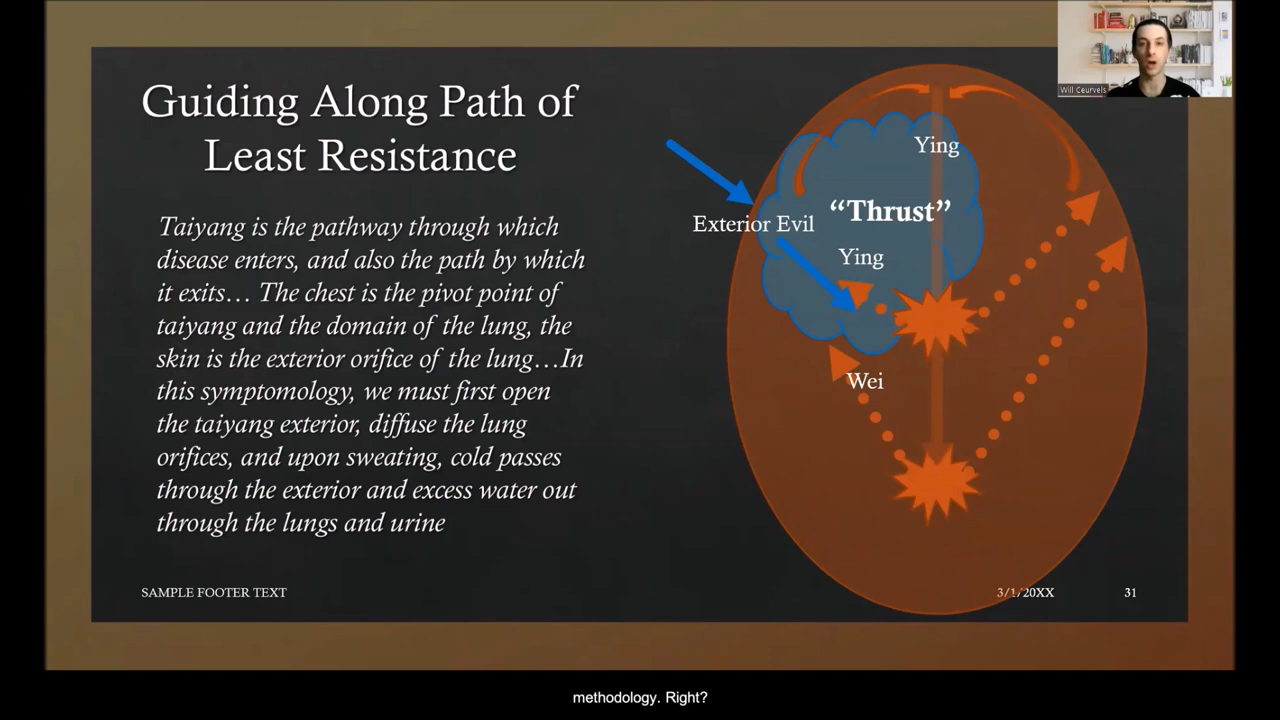 Guiding Along Path of
Least Resistance
Taiyang is the pathway through which
disease enters, and also the path by which
it exits… The chest is the pivot point of
taiyang and the domain of the lung, the
skin is the exterior orifice of the lung…In
this symptomology, we must first open
the taiyang exterior, diffuse the lung
orifices, and upon sweating, cold passes
through the exterior and excess water out
through the lungs and urine
Ying
“Thrust”
Exterior Evil
Ying
Wei
Will Ceurvels
SAMPLE FOOTER TEXT
3/1/20XX
31
methodology. Right?